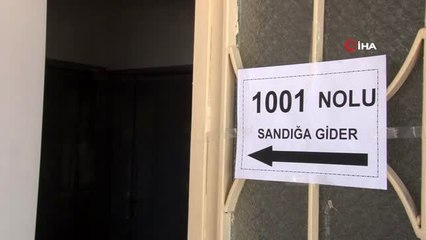 İHA
1001 NOLU
SANDIĞA GİDER